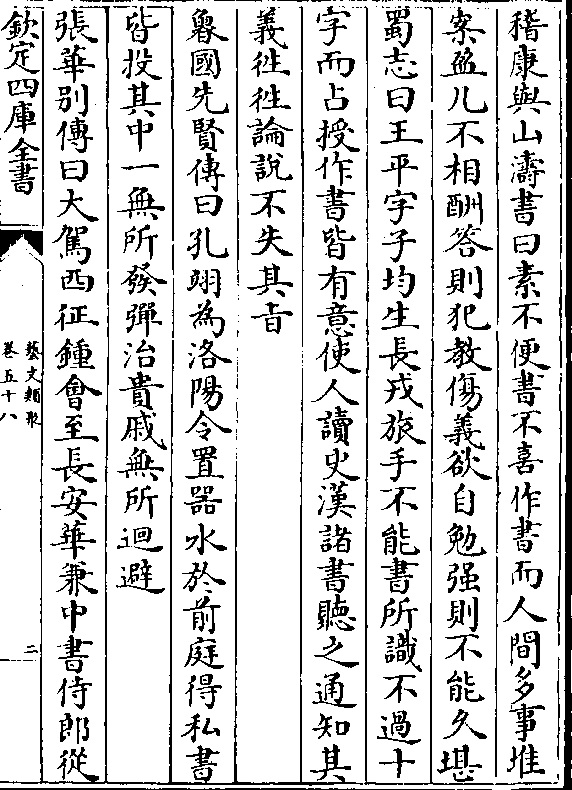 稽康與山濤書曰素不便書不喜作書而人間多事堆
案盈几不相酬答則犯教傷義欲自勉强則不能久堪
蜀志曰王平字子均生長戎旅手不能書所識不過十
字而占授作書皆有意使人讀史漢諸書聽之通知其
義徃徃論説不失其㫖
魯國先賢傳曰孔翊為洛陽令置器水於前庭得私書
皆投其中一無所發彈治貴戚無所迴避
張華别傳曰大駕西征鍾會至長安華兼中書侍郎從
欽定四庫全書
藝文類聚
卷五十八
二